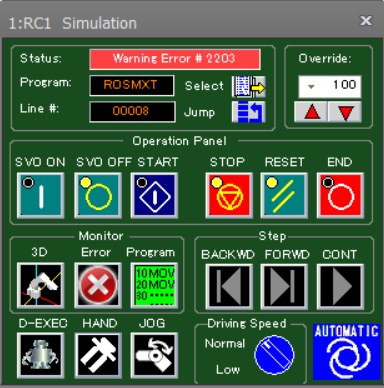 1:RC1 Simulation
Status: Warning Error # 2203
Override:
Program: ROSMXT Select
100
Line #: 00008 Jump
Operation Panel
SVO ON SVO OFF START STOP RESET END
Monitor
Step
3D Error Program
BACKWD FORWD CONT
10MOV
20MOV
30 -----
D-EXEC HAND JOG
Driving Speed
Normal
Low
AUTOMATIC